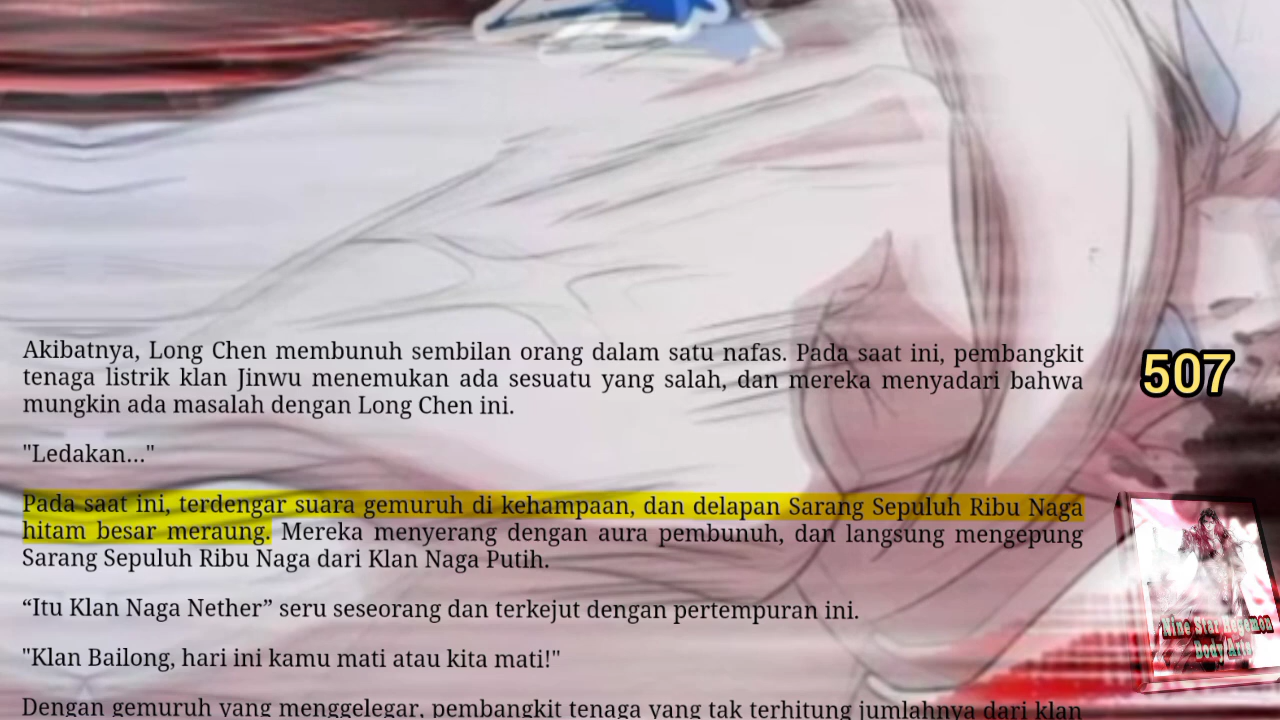 Akibatnya, Long Chen membunuh sembilan orang dalam satu nafas. Pada saat ini, pembangkit
tenaga listrik klan Jinwu menemukan ada sesuatu yang salah, dan mereka menyadari bahwa
mungkin ada masalah dengan Long Chen ini.
507
"Ledakan..."
Pada saat ini, terdengar suara gemuruh di kehampaan, dan delapan Sarang Sepuluh Ribu Naga
hitam besar meraung. Mereka menyerang dengan aura pembunuh, dan langsung mengepung
Sarang Sepuluh Ribu Naga dari Klan Naga Putih.
“Itu Klan Naga Nether” seru seseorang dan terkejut dengan pertempuran ini.
Nine Star Hegemon
Body Arts
"Klan Bailong, hari ini kamu mati atau kita mati!"
Dengan gemuruh yang menggelegar, pembangkit tenaga yang tak terhitung jumlahnya dari klan